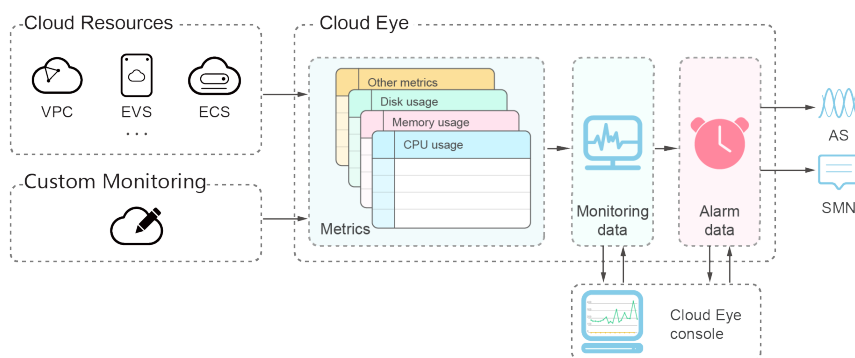 Cloud Resources
VPC
EVS
ECS
...
Custom Monitoring
Cloud Eye
Other metrics
Disk usage
Memory usage
CPU usage
Metrics
Monitoring
data
Alarm
data
AS
SMN
Cloud Eye
console